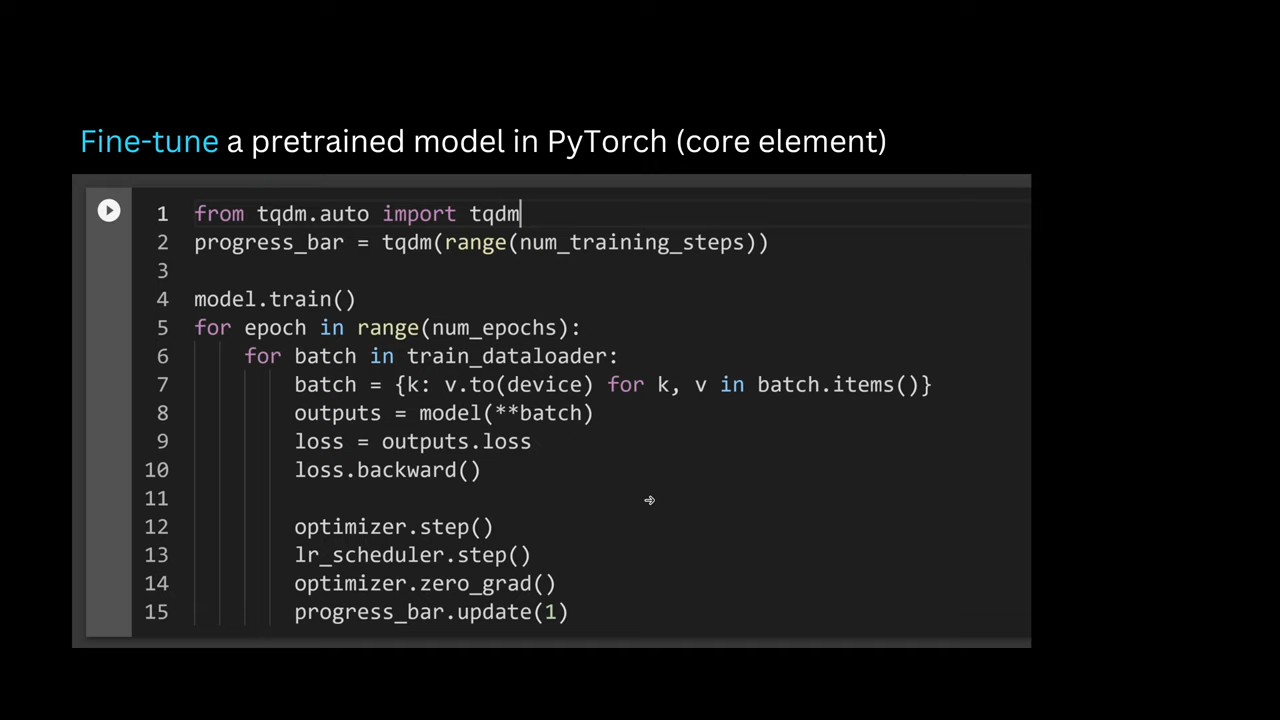 Fine-tune a pretrained model in PyTorch (core element)
1 from tqdm.auto import tqdm
2 progress_bar = tqdm(range(num_training_steps))
3
4 model.train()
5 for epoch in range(num_epochs):
6     for batch in train_dataloader:
7         batch = {k: v.to(device) for k, v in batch.items()}
8         outputs = model(**batch)
9         loss = outputs.loss
10         loss.backward()
11
12         optimizer.step()
13         lr_scheduler.step()
14         optimizer.zero_grad()
15         progress_bar.update(1)